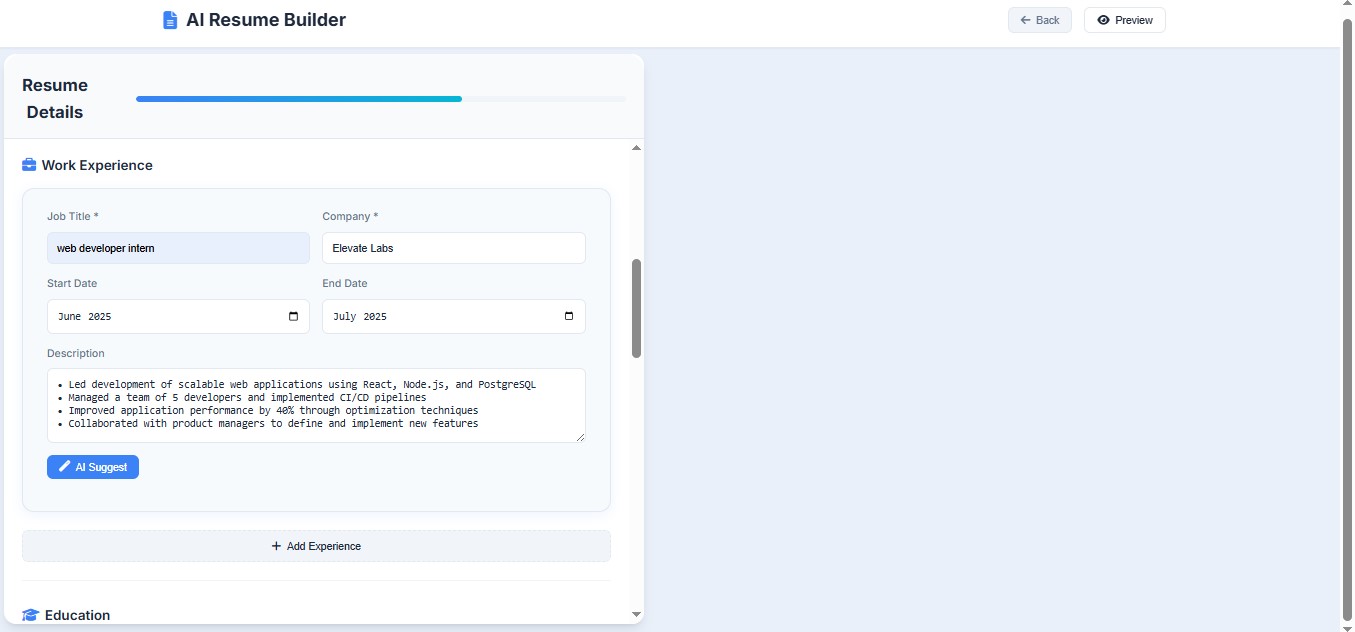 AI Resume Builder
Back
Preview
Resume
Details
Work Experience
Job Title *
Company *
web developer intern
Elevate Labs
Start Date
End Date
June 2025
July 2025
Description
• Led development of scalable web applications using React, Node.js, and PostgreSQL
• Managed a team of 5 developers and implemented CI/CD pipelines
• Improved application performance by 40% through optimization techniques
• Collaborated with product managers to define and implement new features
AI Suggest
+ Add Experience
Education